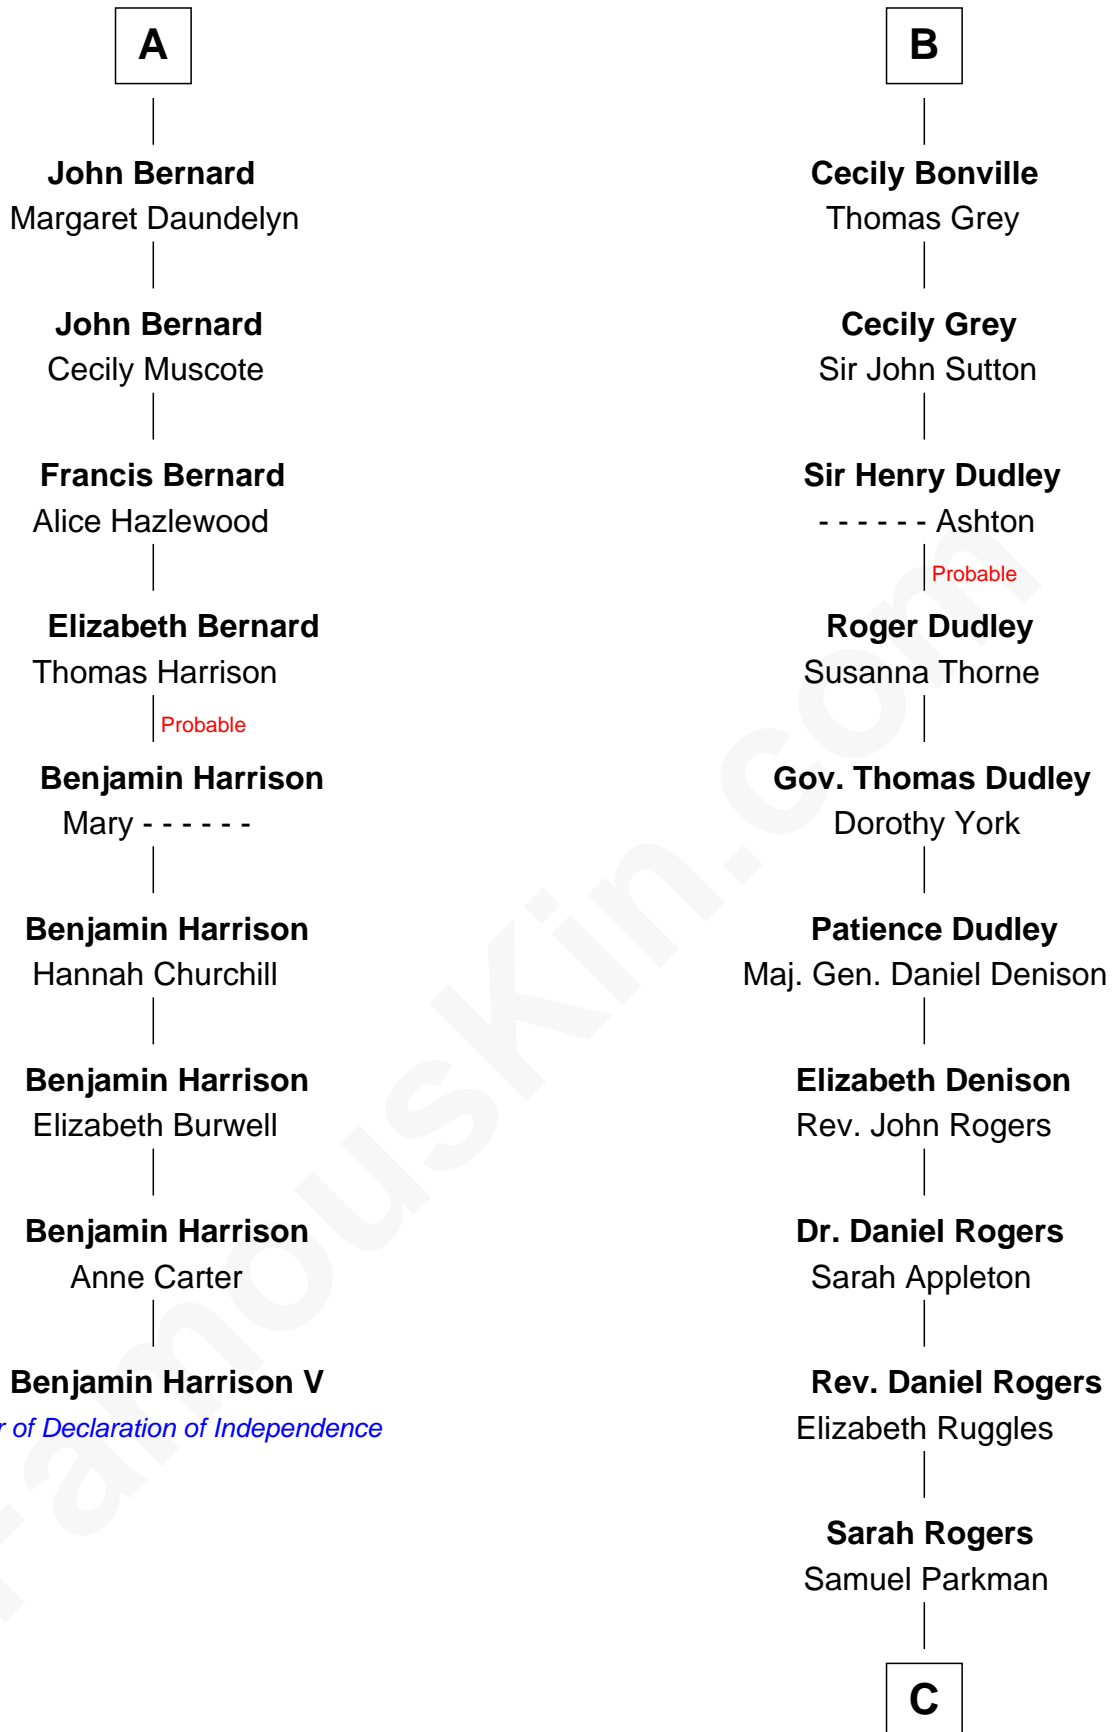 A
John Bernard
Margaret Daundelyn
John Bernard
Cecily Muscote
Francis Bernard
Alice Hazlewood
Elizabeth Bernard
Thomas Harrison
Probable
Benjamin Harrison
Mary - - - - - -
Benjamin Harrison
Hannah Churchill
Benjamin Harrison
Elizabeth Burwell
Benjamin Harrison
Anne Carter
Benjamin Harrison V
of Declaration of Independence
B
Cecily Bonville
Thomas Grey
Cecily Grey
Sir John Sutton
Sir Henry Dudley
- - - - - - Ashton
Probable
Roger Dudley
Susanna Thorne
Gov. Thomas Dudley
Dorothy York
Patience Dudley
Maj. Gen. Daniel Denison
Elizabeth Denison
Rev. John Rogers
Dr. Daniel Rogers
Sarah Appleton
Rev. Daniel Rogers
Elizabeth Ruggles
Sarah Rogers
Samuel Parkman
C
FamousKin.com